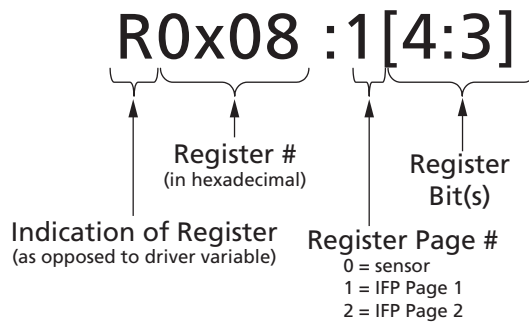 R0x08 :1[4:3]
Register #
(in hexadecimal)
Register
Bit(s)
Indication of Register
(as opposed to driver variable)
Register Page #
0 = sensor
1 = IFP Page 1
2 = IFP Page 2